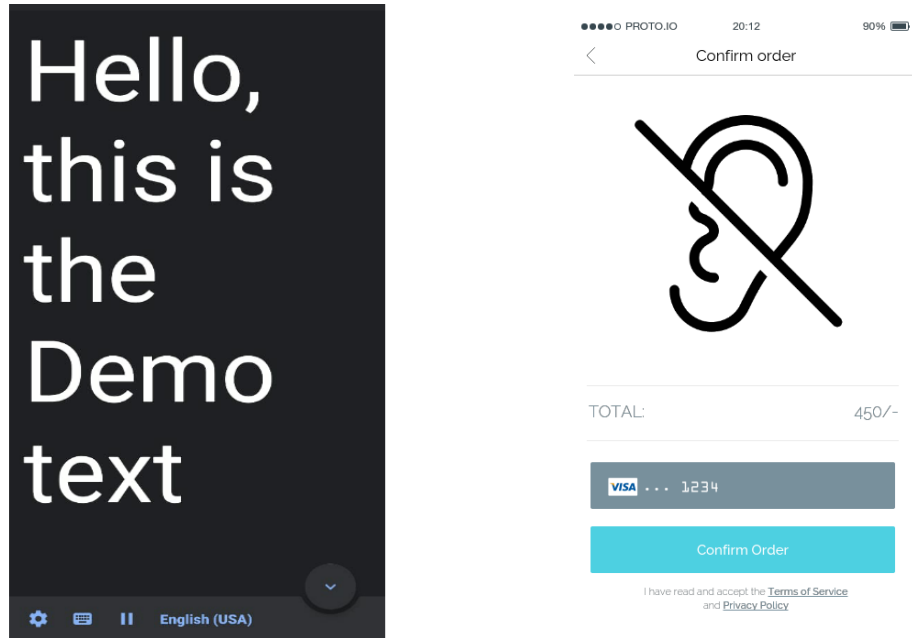 Hello,
this is
the
Demo
text
English (USA)
PROTO.IO 20:12 90%
Confirm order
TOTAL: 450/-
VISA ... 1234
Confirm Order
I have read and accept the Terms of Service
and Privacy Policy